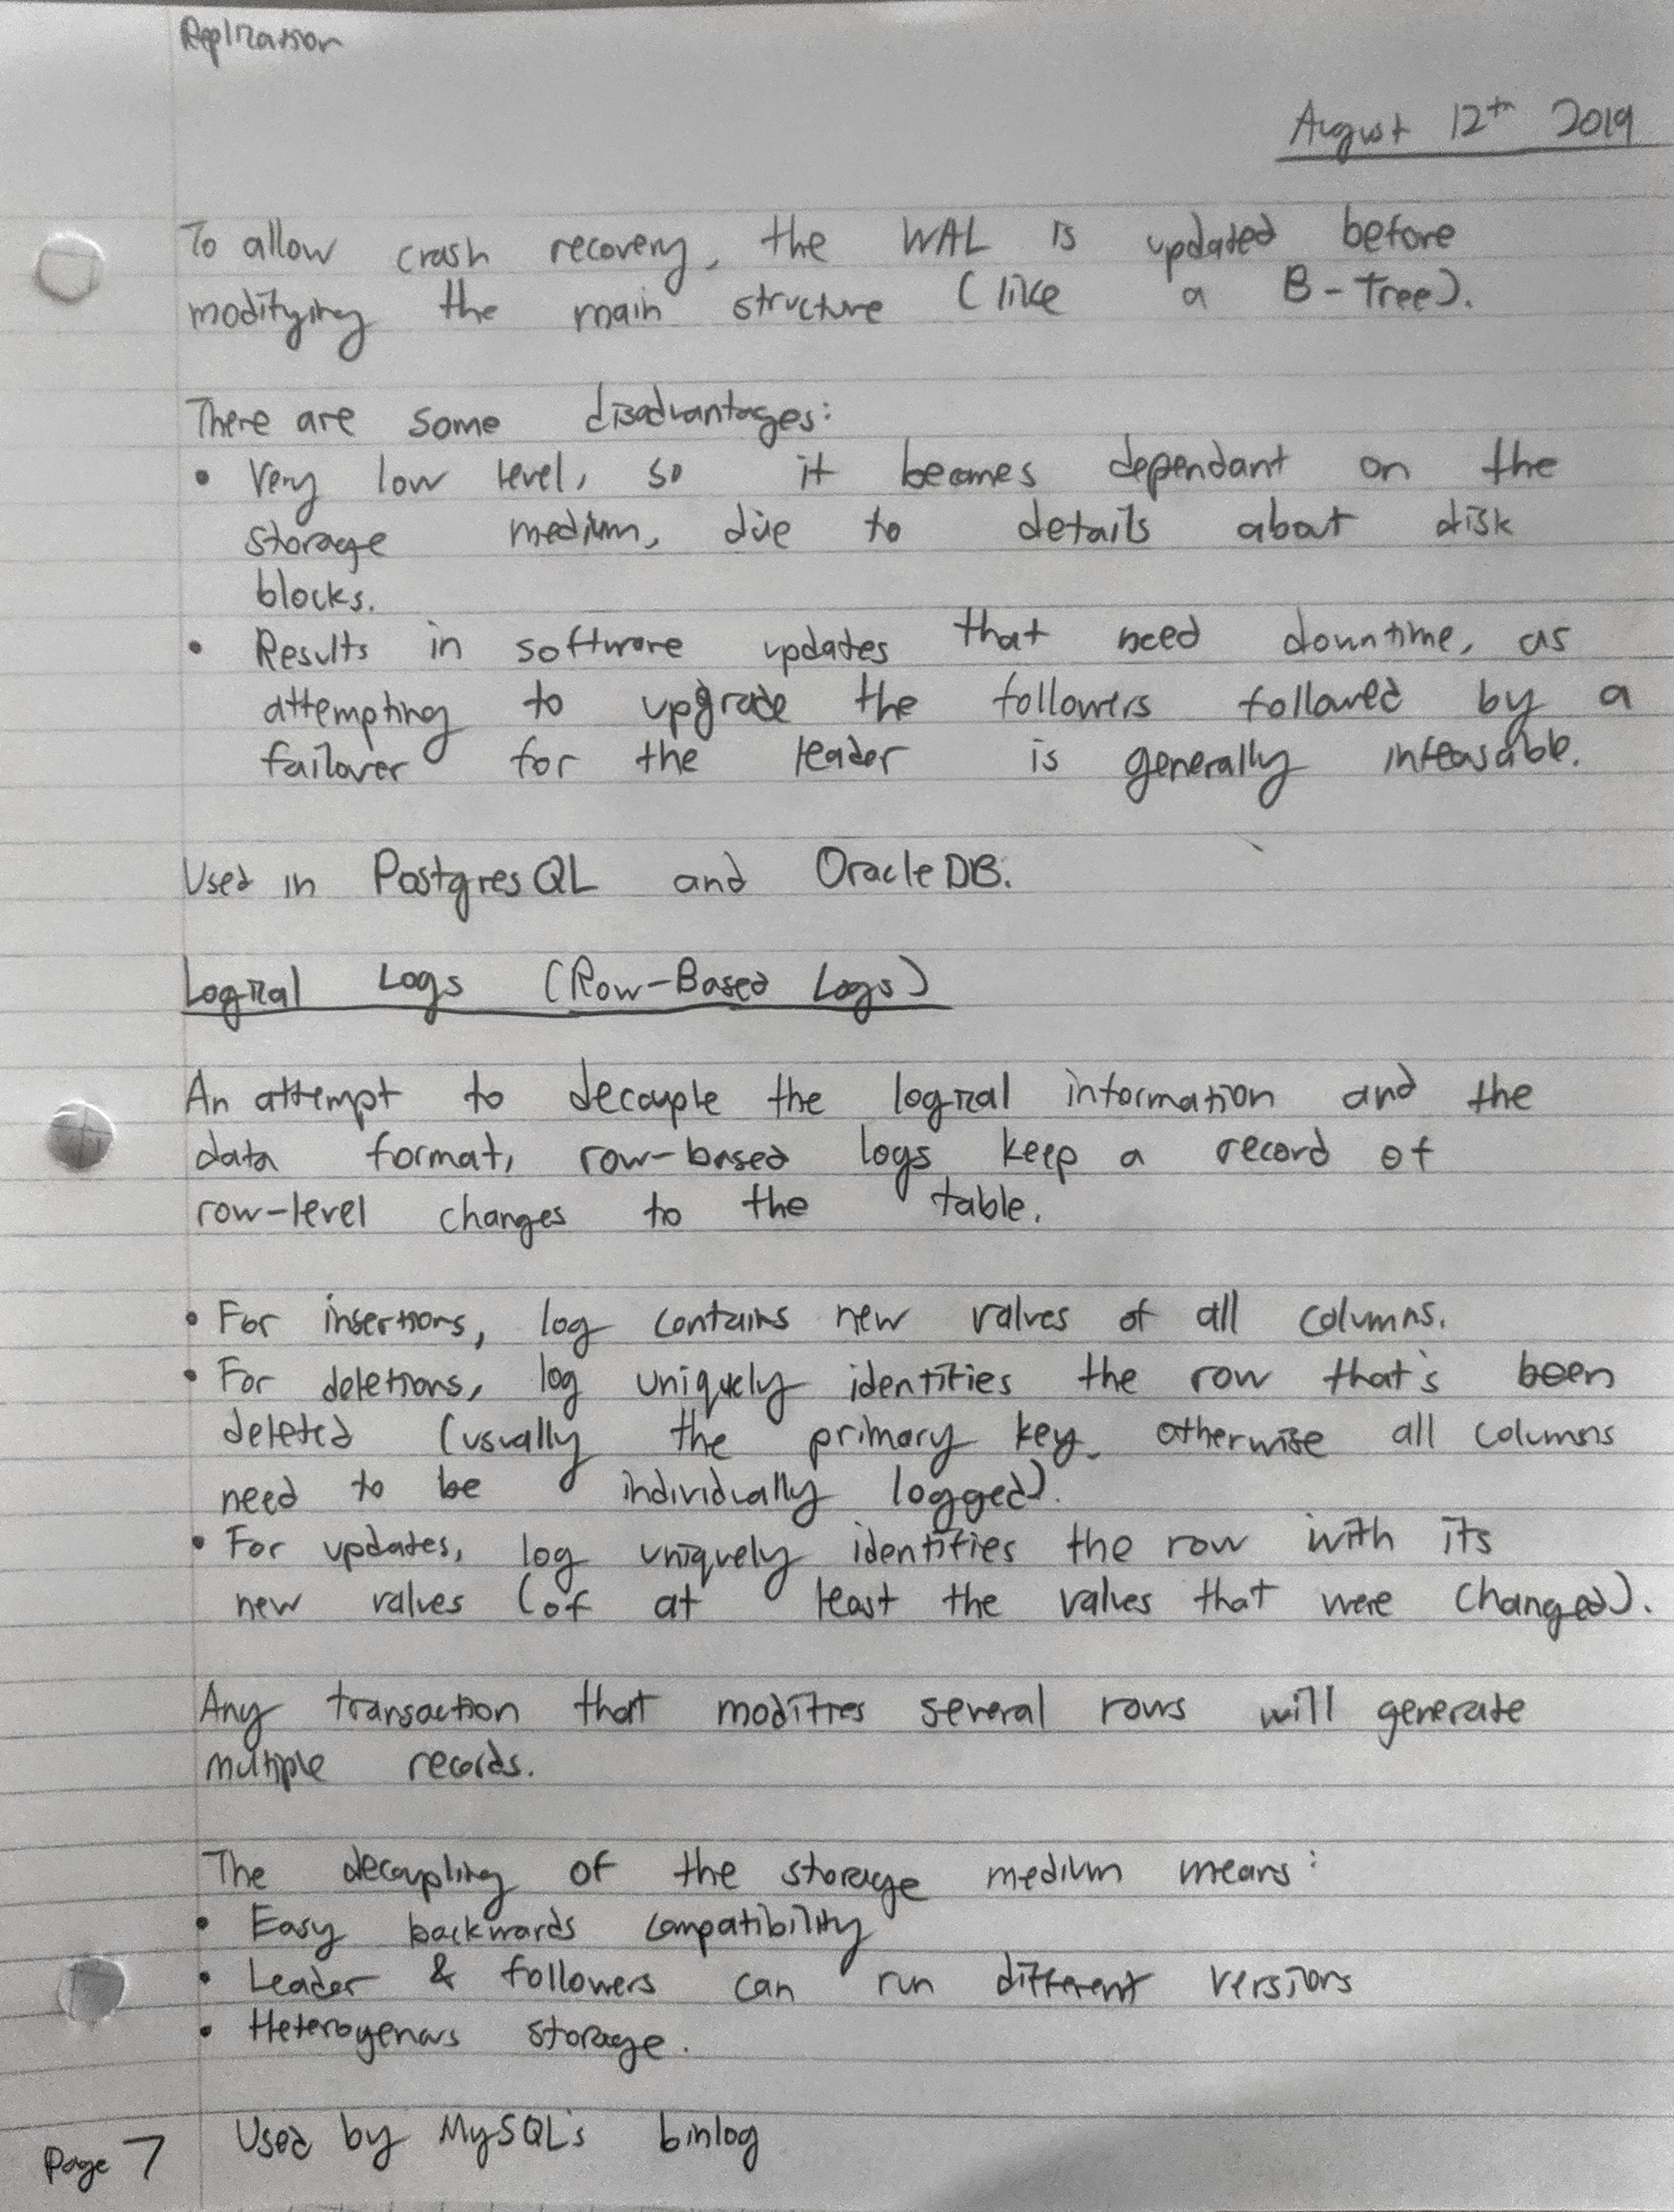 Replication
August 12th 2019
To allow crash recovery, the WAL is updated before
modifying the main structure (like a B-Tree).
There are some disadvantages:
• Very low level, so it becomes dependant on the
storage medium, due to details about disk
blocks.
• Results in software updates that need downtime, as
attempting to upgrade the followers followed by a
failover for the leader is generally infeasable.
Used in PostgresQL and OracleDB.
Logical Logs (Row-Based Logs)
An attempt to decouple the logical information and the
data format, row-based logs keep a record of
row-level changes to the table.
• For insertions, log contains new values of all columns.
• For deletions, log uniquely identifies the row that's been
deleted (usually the primary key, otherwise all columns
need to be individually logged).
• For updates, log uniquely identifies the row with its
new values (of at least the values that were changed).
Any transaction that modifies several rows will generate
multiple records.
The decoupling of the storage medium means:
• Easy backwards compatibility
• Leader & followers can run different versions
• Heterogenous storage.
Used by MySQL's binlog
Page 7